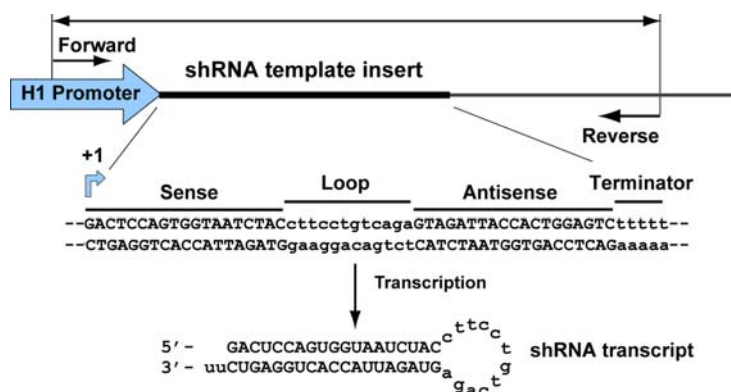 Forward
shRNA template insert
H1 Promoter
Reverse
+1
Sense Loop Antisense Terminator
--GACTCCAGTGGTAATCTACcttcctgtcagaGTAGATTACCACTGGAGTCttttt--
--CTGAGGTCACCATTAGATGgaaggacagtctCATCTAATGGTGACCTCAGaaaaa--
Transcription
5′- GACUCCAGUGGUAAUCUACcttcctgtcaga
3′- uuCUGAGGUCACCAUUAGAUG
shRNA transcript